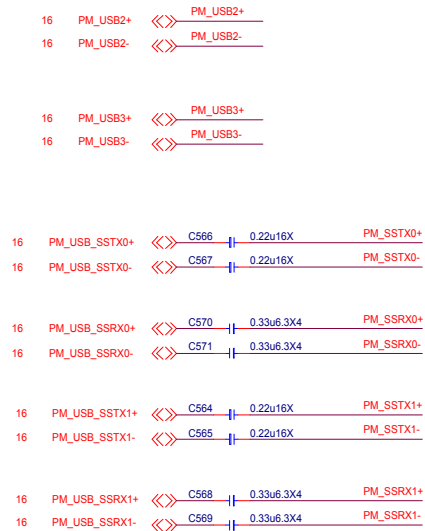 PM_USB2+
16 PM_USB2+
PM_USB2-
16 PM_USB2-
PM_USB3+
16 PM_USB3+
PM_USB3-
16 PM_USB3-
16 PM_USB_SSTX0+ C566 0.22u16X PM_SSTX0+
16 PM_USB_SSTX0- C567 0.22u16X PM_SSTX0-
16 PM_USB_SSRX0+ C570 0.33u6.3X4 PM_SSRX0+
16 PM_USB_SSRX0- C571 0.33u6.3X4 PM_SSRX0-
16 PM_USB_SSTX1+ C564 0.22u16X PM_SSTX1+
16 PM_USB_SSTX1- C565 0.22u16X PM_SSTX1-
16 PM_USB_SSRX1+ C568 0.33u6.3X4 PM_SSRX1+
16 PM_USB_SSRX1- C569 0.33u6.3X4 PM_SSRX1-